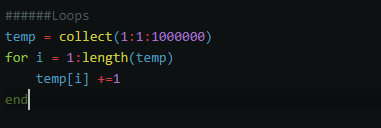 ######Loops
temp = collect(1:1:1000000)
for i = 1:length(temp)
    temp[i] +=1
end